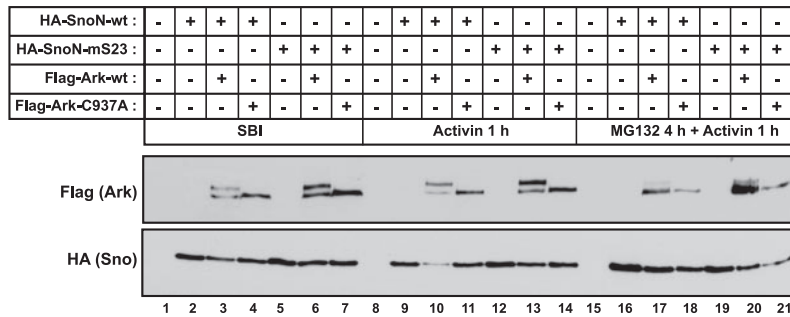 HA-SnoN-wt : - + + + - - - - + + + - - - - + + + - - -
HA-SnoN-mS23 : - - - - + + + - - - - + + + - - - - + + +
Flag-Ark-wt : - - + - - + - - - + - - + - - - + - - + -
Flag-Ark-C937A : - - - + - - + - - - + - - + - - - + - - +
SBI Activin 1 h MG132 4 h + Activin 1 h
Flag (Ark)
HA (Sno)
1 2 3 4 5 6 7 8 9 10 11 12 13 14 15 16 17 18 19 20 21